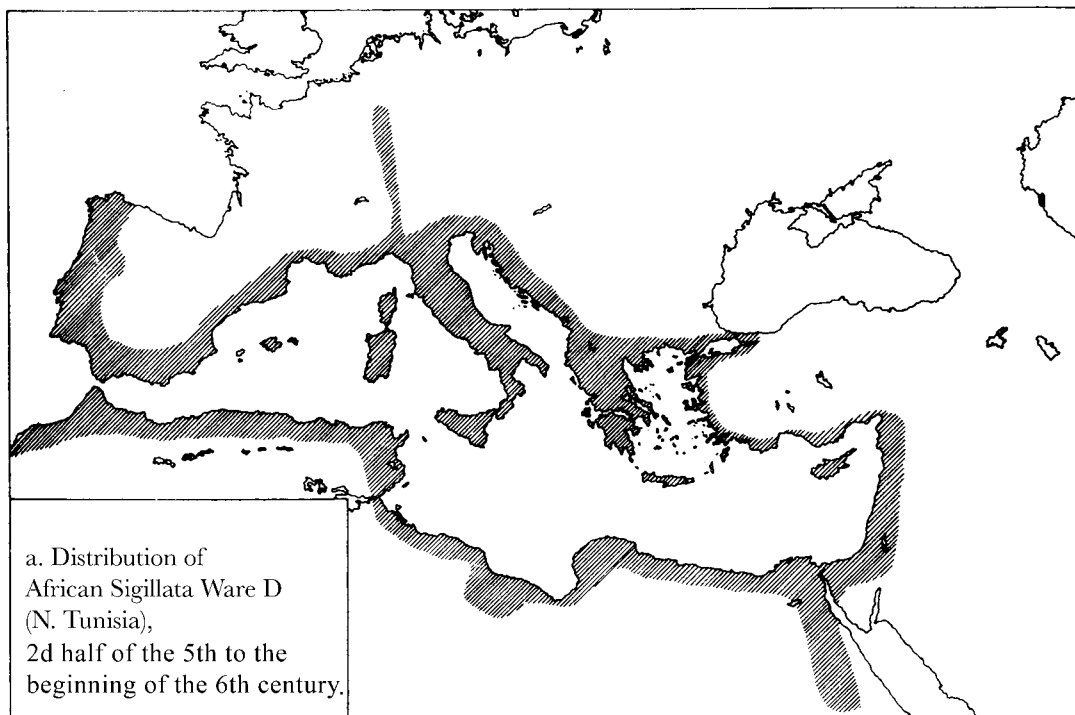 a. Distribution of
African Sigillata Ware D
(N. Tunisia),
2d half of the 5th to the
beginning of the 6th century.